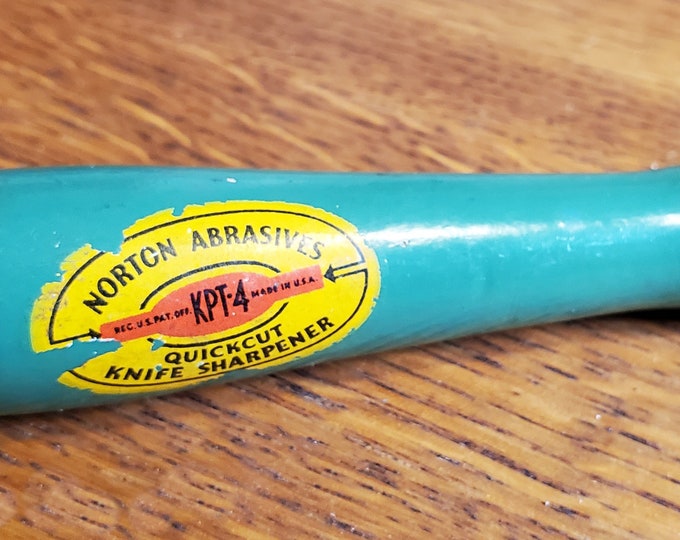 NORTON ABRASIVES
REG. U.S. PAT. OFF. KPT-4 MADE IN U.S.A.
QUICKCUT
KNIFE SHARPENER